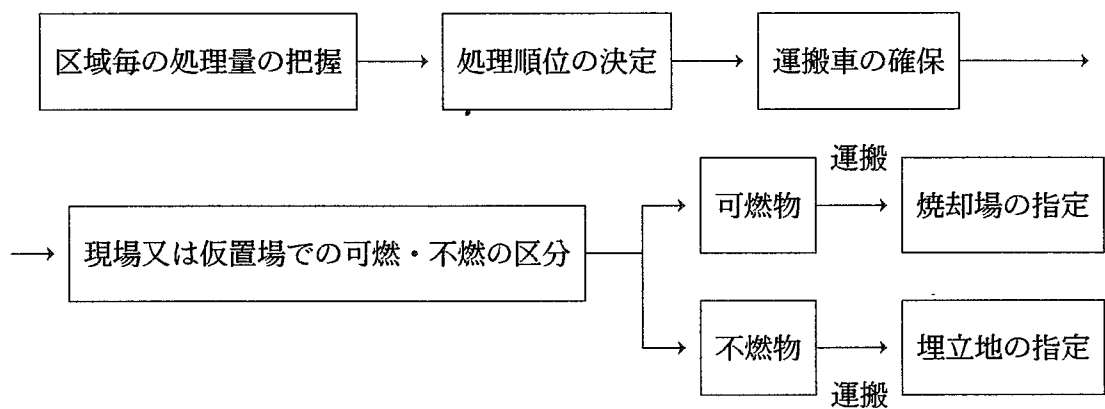 区域毎の処理量の把握
処理順位の決定
運搬車の確保
現場又は仮置場での可燃・不燃の区分
可燃物
運搬
焼却場の指定
不燃物
運搬
埋立地の指定